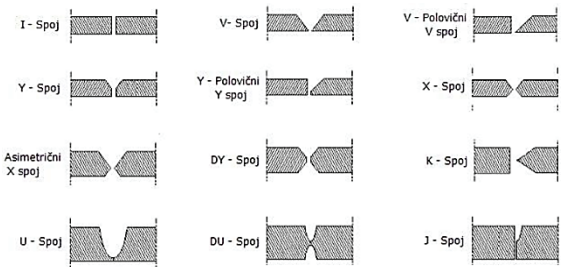 I - Spoj
V- Spoj
V - Polovični
V spoj
Y - Spoj
Y - Polovični
Y spoj
X - Spoj
Asimetrični
X spoj
DY - Spoj
K - Spoj
U - Spoj
DU - Spoj
J - Spoj